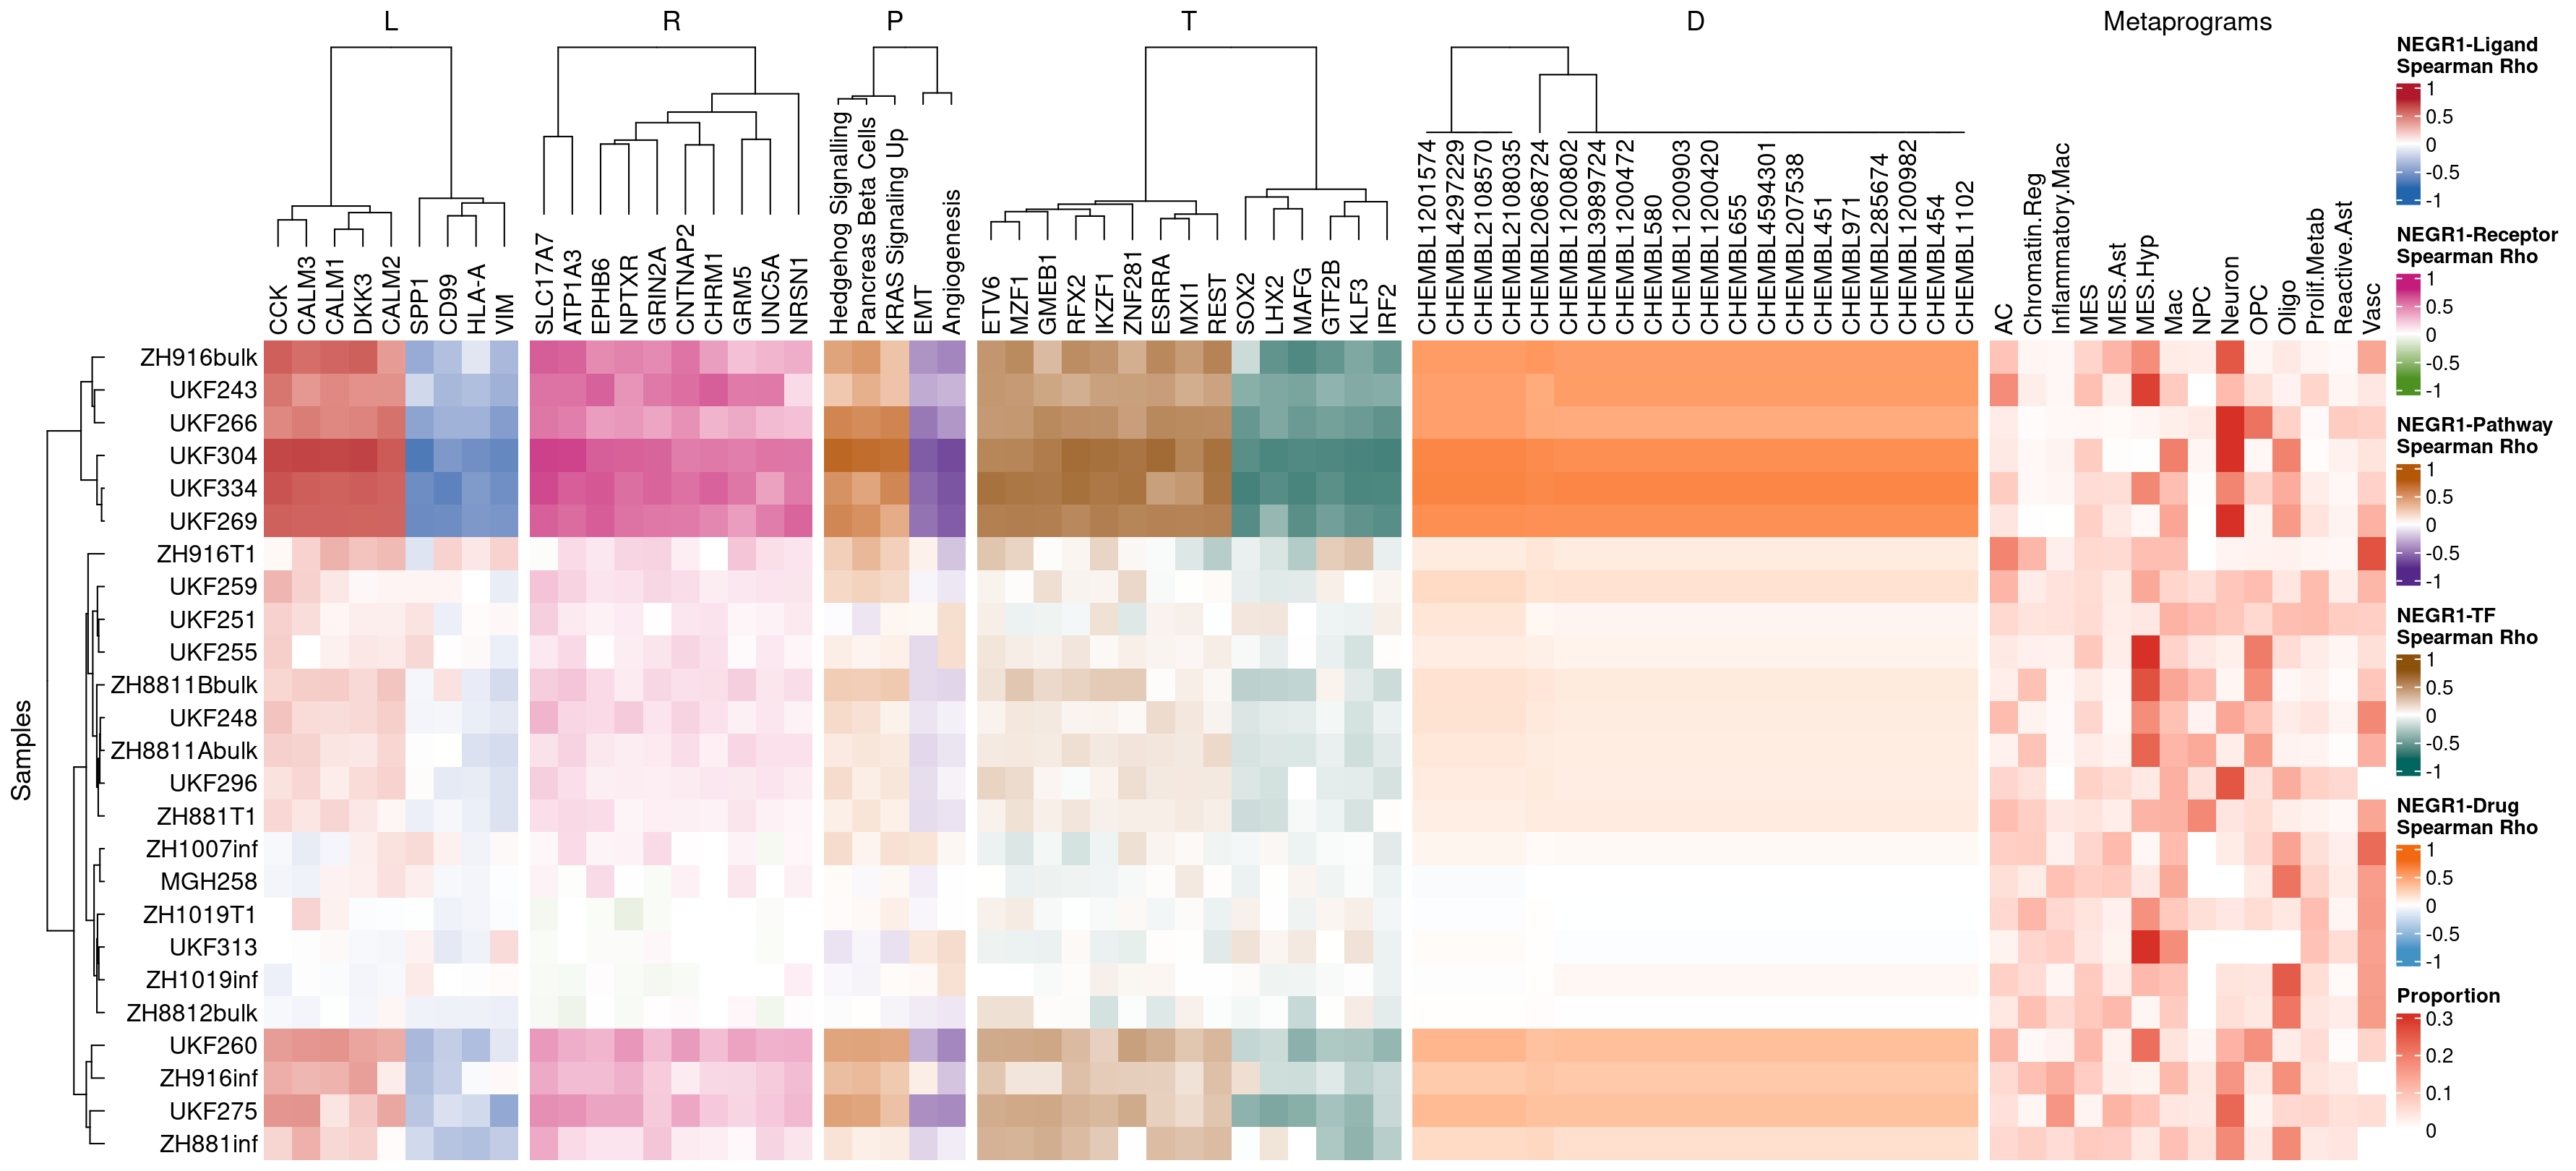 L
R
P
T
D
Metaprograms
CCK
CALM3
CALM1
DKK3
CALM2
SPP1
CD99
HLA-A
VIM
SLC17A7
ATP1A3
EPHB6
NPTXR
GRIN2A
CNTNAP2
CHRM1
GRM5
UNC5A
NRSN1
Hedgehog Signalling
Pancreas Beta Cells
KRAS Signaling Up
EMT
Angiogenesis
ETV6
MZF1
GMEB1
RFX2
IKZF1
ZNF281
ESRRA
MXI1
REST
SOX2
LHX2
MAFG
GTF2B
KLF3
IRF2
CHEMBL1201574
CHEMBL4297229
CHEMBL2108570
CHEMBL2108035
CHEMBL2068724
CHEMBL1200802
CHEMBL3989724
CHEMBL1200472
CHEMBL580
CHEMBL1200903
CHEMBL1200420
CHEMBL655
CHEMBL4594301
CHEMBL207538
CHEMBL451
CHEMBL971
CHEMBL285674
CHEMBL1200982
CHEMBL454
CHEMBL1102
AC
Chromatin.Reg
Inflammatory.Mac
MES
MES.Ast
MES.Hyp
Mac
NPC
Neuron
OPC
Oligo
Prolif.Metab
Reactive.Ast
Vasc
Samples
ZH916bulk
UKF243
UKF266
UKF304
UKF334
UKF269
ZH916T1
UKF259
UKF251
UKF255
ZH8811Bbulk
UKF248
ZH8811Abulk
UKF296
ZH881T1
ZH1007inf
MGH258
ZH1019T1
UKF313
ZH1019inf
ZH8812bulk
UKF260
ZH916inf
UKF275
ZH881inf
NEGR1-Ligand
Spearman Rho
1
0.5
0
-0.5
-1
NEGR1-Receptor
Spearman Rho
1
0.5
0
-0.5
-1
NEGR1-Pathway
Spearman Rho
1
0.5
0
-0.5
-1
NEGR1-TF
Spearman Rho
1
0.5
0
-0.5
-1
NEGR1-Drug
Spearman Rho
1
0.5
0
-0.5
-1
Proportion
0.3
0.2
0.1
0